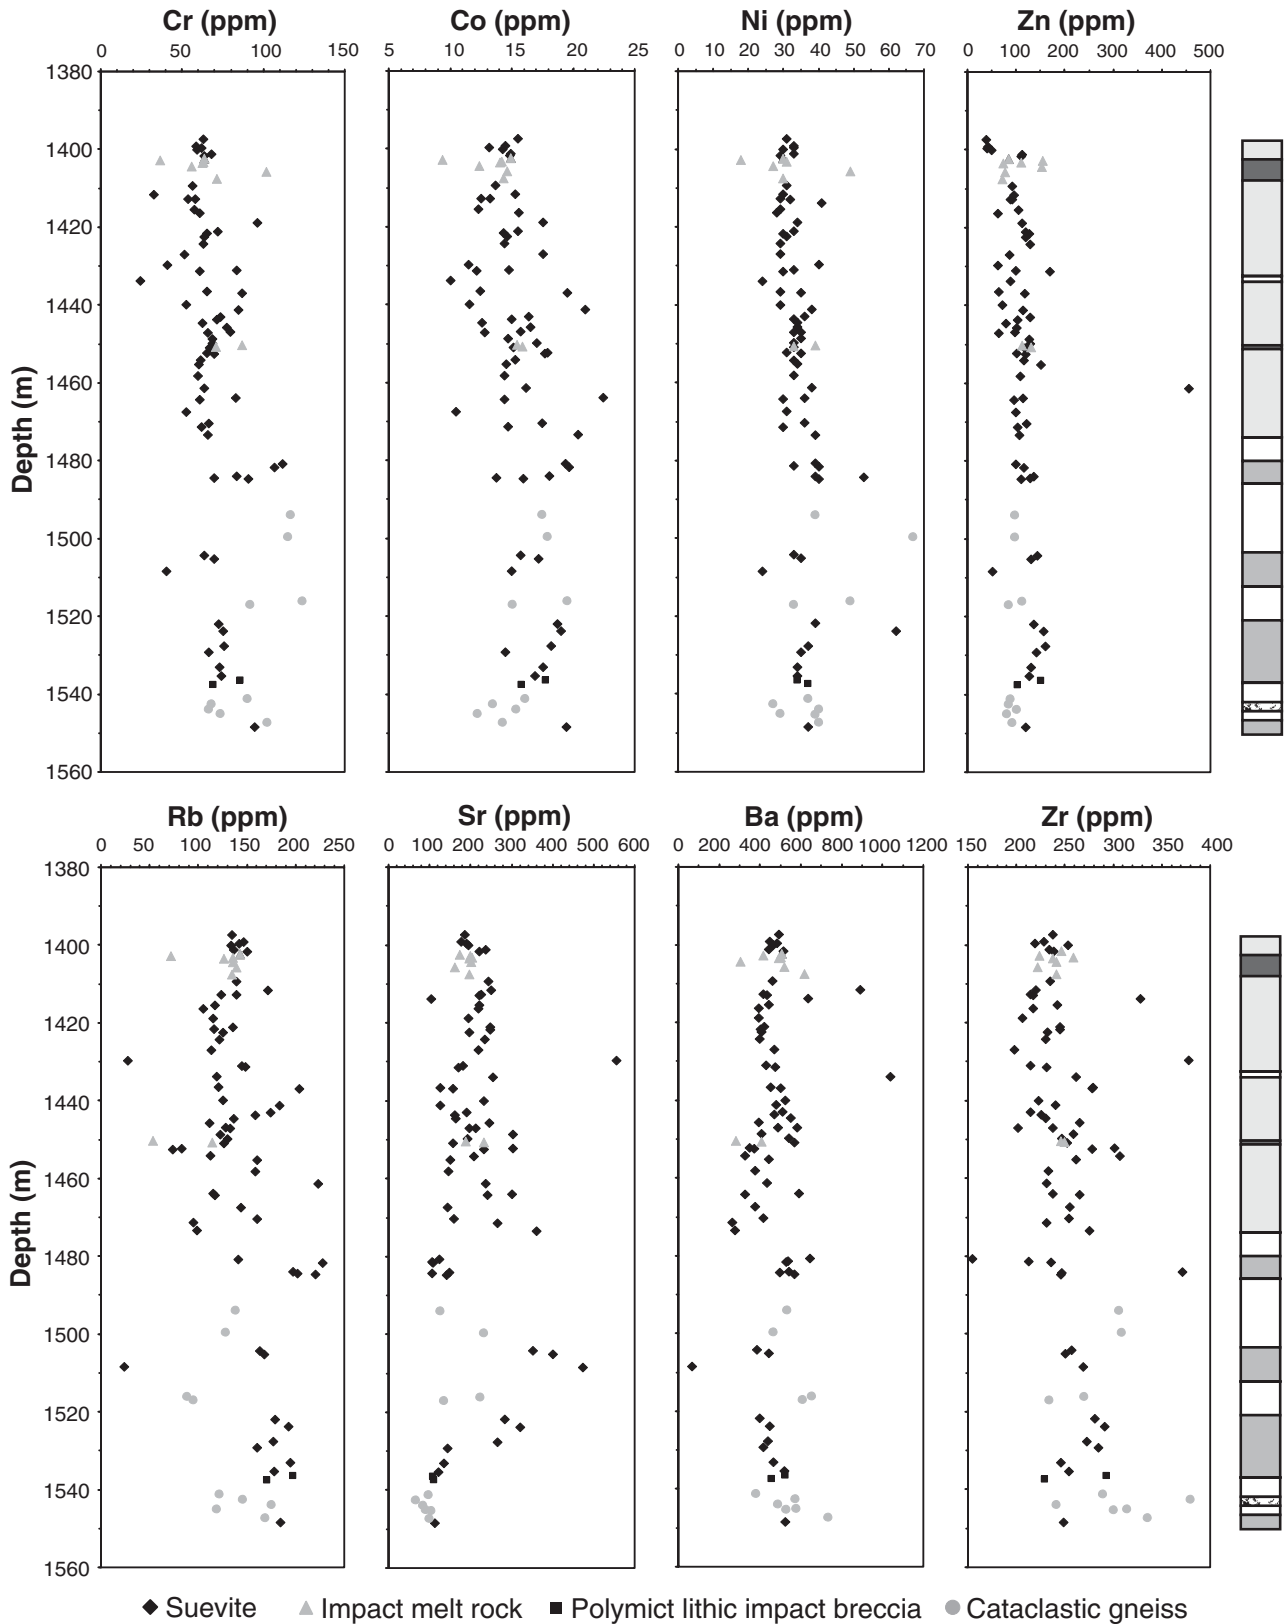 Cr (ppm) Co (ppm) Ni (ppm) Zn (ppm)
0 50 100 150 5 10 15 20 25 0 10 20 30 40 50 60 70 0 100 200 300 400 500
1380
1400
1420
1440
1460
1480
1500
1520
1540
1560
Depth (m)
Rb (ppm) Sr (ppm) Ba (ppm) Zr (ppm)
0 50 100 150 200 250 0 100 200 300 400 500 600 0 200 400 600 800 1000 1200 150 200 250 300 350 400
1380
1400
1420
1440
1460
1480
1500
1520
1540
1560
Depth (m)
Suevite Impact melt rock Polymict lithic impact breccia Cataclastic gneiss